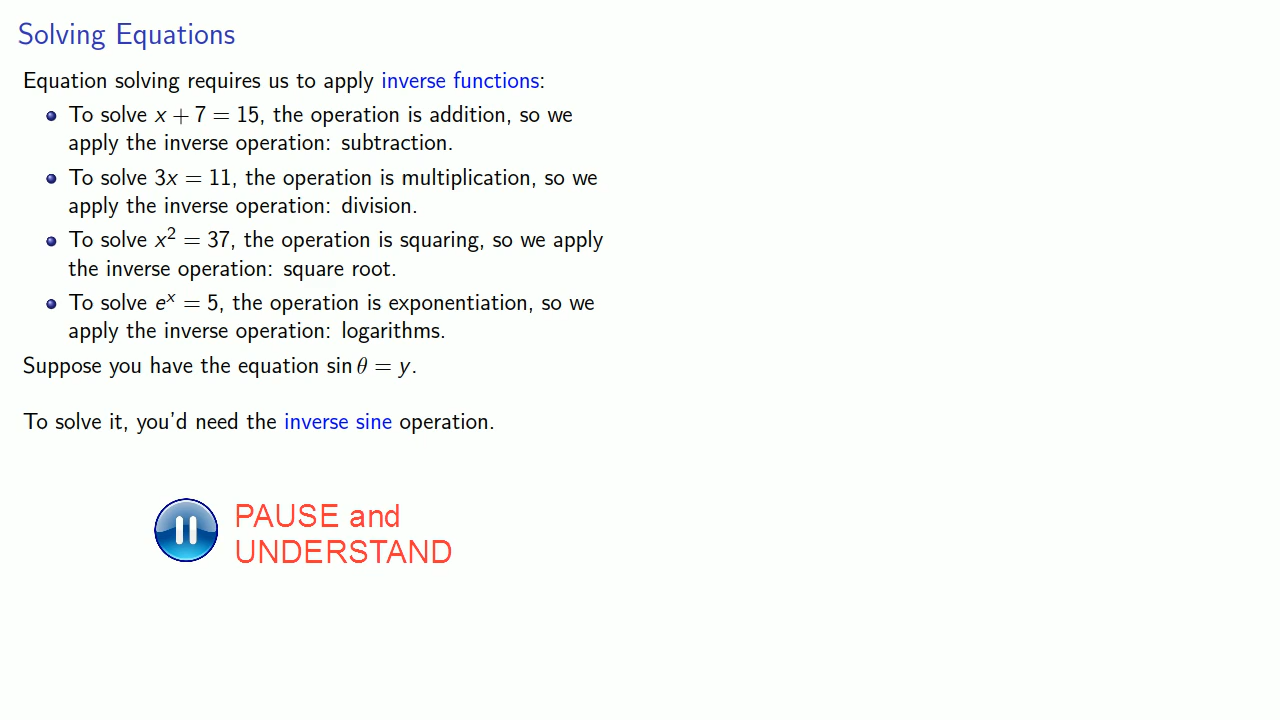 Solving Equations
Equation solving requires us to apply inverse functions:
To solve x + 7 = 15, the operation is addition, so we
apply the inverse operation: subtraction.
To solve 3x = 11, the operation is multiplication, so we
apply the inverse operation: division.
To solve x² = 37, the operation is squaring, so we apply
the inverse operation: square root.
To solve eˣ = 5, the operation is exponentiation, so we
apply the inverse operation: logarithms.
Suppose you have the equation sin θ = y.
To solve it, you'd need the inverse sine operation.
PAUSE and
UNDERSTAND